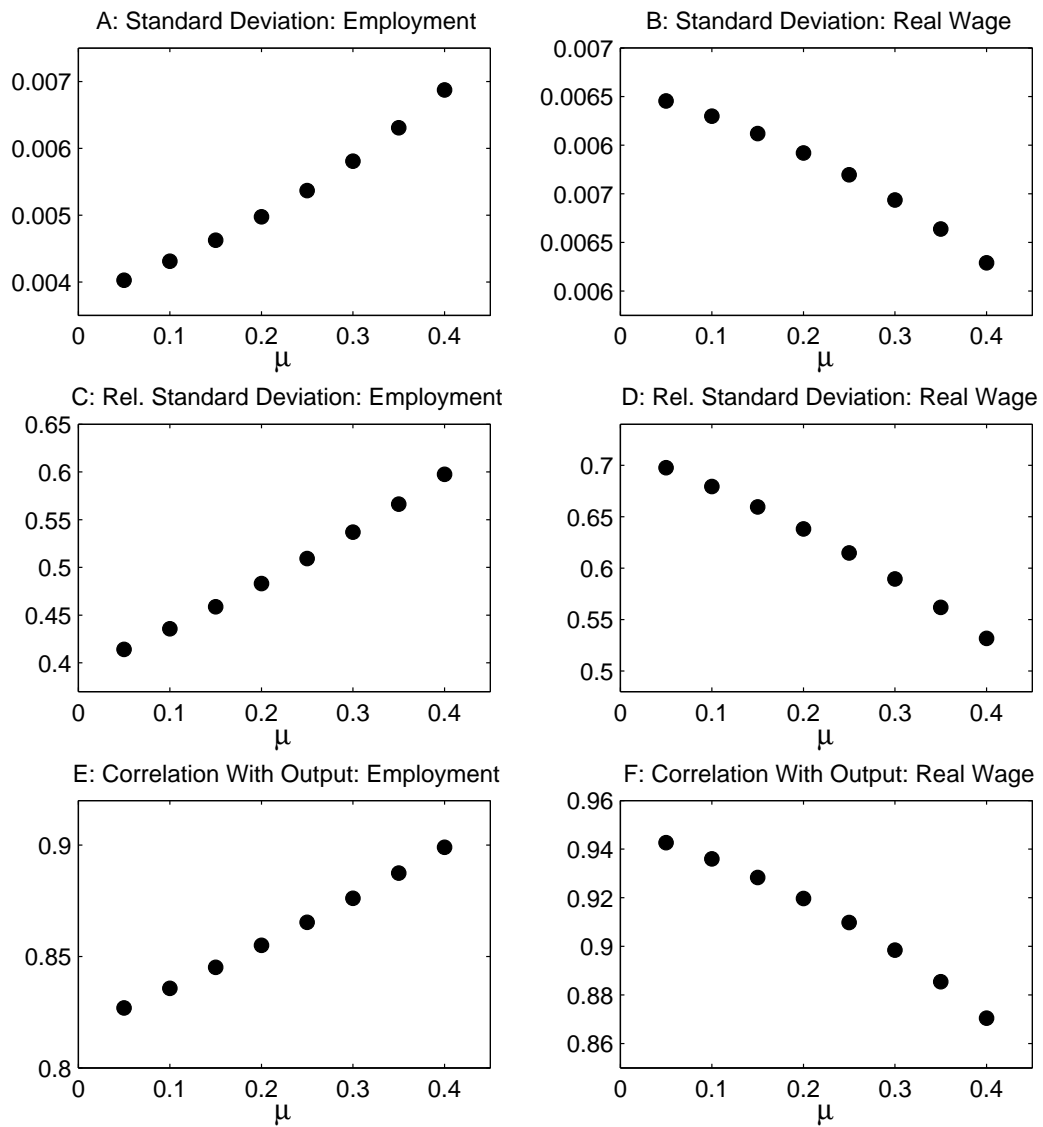 A: Standard Deviation: Employment
0.007
0.006
0.005
0.004
0 0.1 0.2 0.3 0.4
μ
B: Standard Deviation: Real Wage
0.007
0.0065
0.006
0.007
0.0065
0.006
0 0.1 0.2 0.3 0.4
μ
C: Rel. Standard Deviation: Employment
0.65
0.6
0.55
0.5
0.45
0.4
0 0.1 0.2 0.3 0.4
μ
D: Rel. Standard Deviation: Real Wage
0.7
0.65
0.6
0.55
0.5
0 0.1 0.2 0.3 0.4
μ
E: Correlation With Output: Employment
0.9
0.85
0.8
0 0.1 0.2 0.3 0.4
μ
F: Correlation With Output: Real Wage
0.96
0.94
0.92
0.9
0.88
0.86
0 0.1 0.2 0.3 0.4
μ